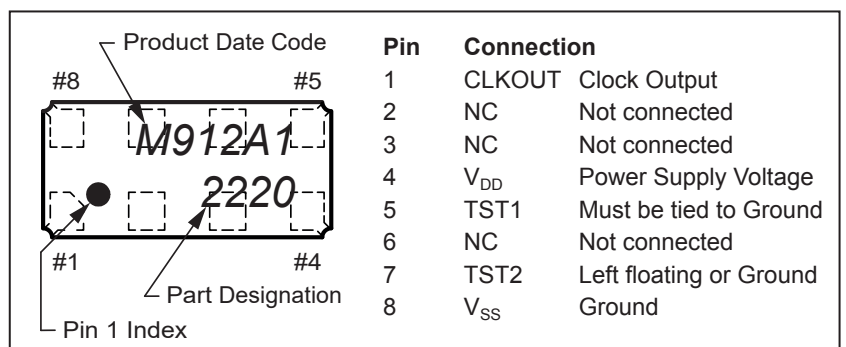 Product Date Code
#8
#5
M912A1
2220
#1
#4
Part Designation
Pin 1 Index
Pin Connection
1 CLKOUT Clock Output
2 NC Not connected
3 NC Not connected
4 VDD Power Supply Voltage
5 TST1 Must be tied to Ground
6 NC Not connected
7 TST2 Left floating or Ground
8 VSS Ground